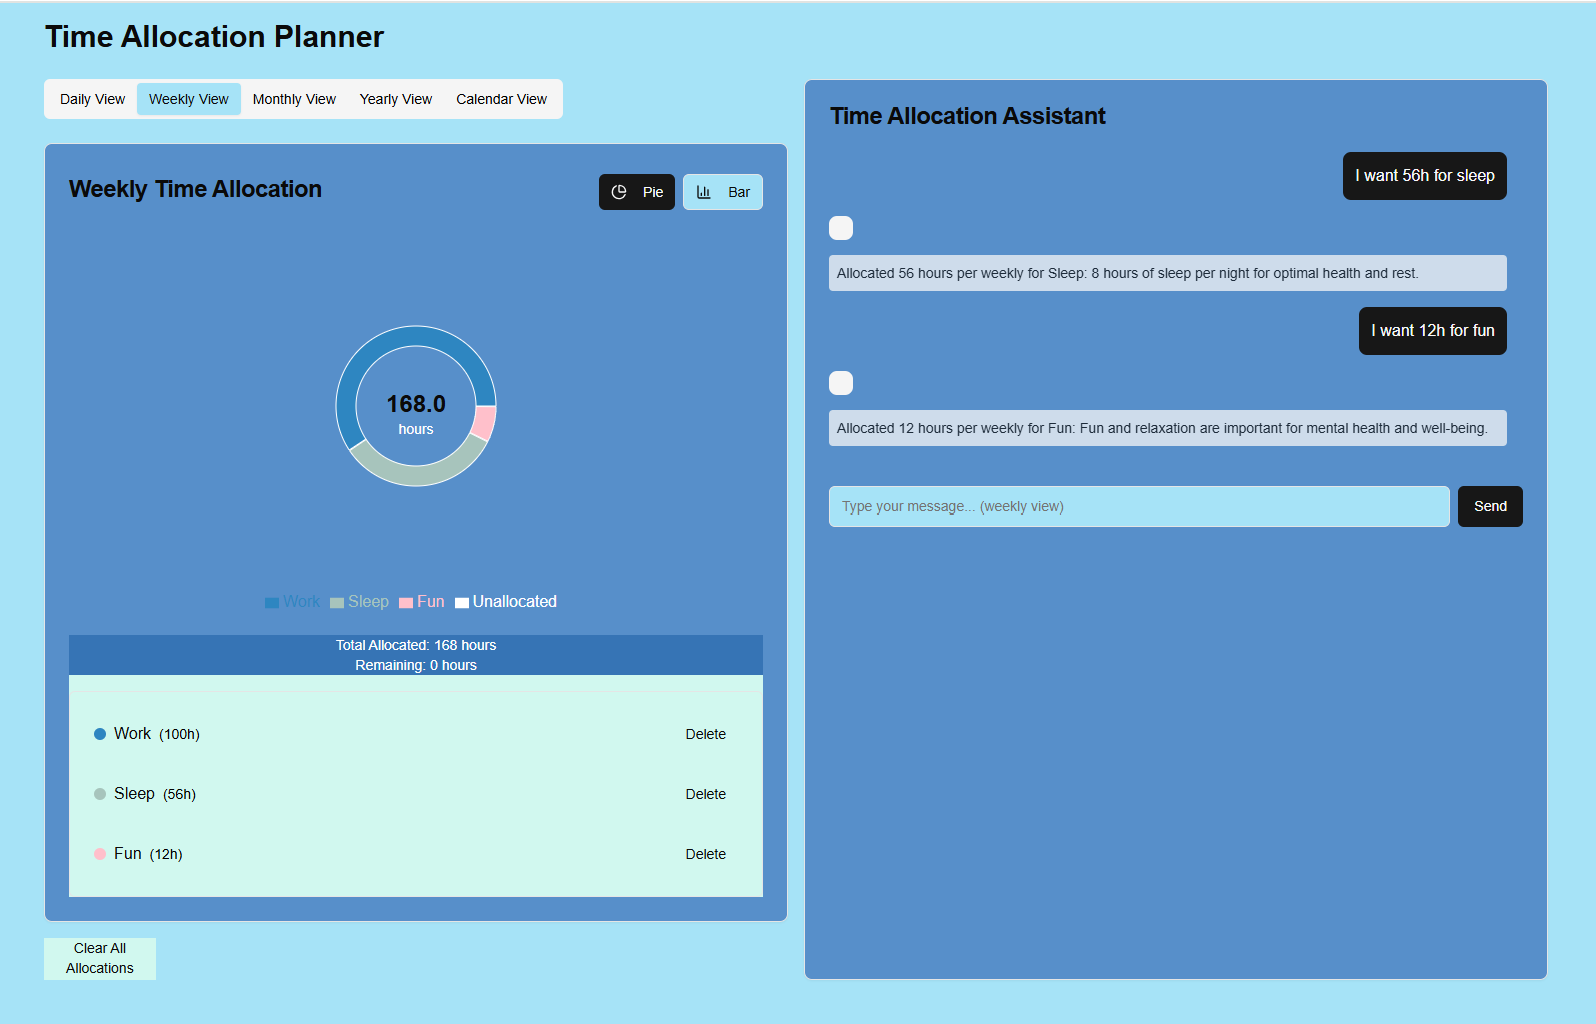 Time Allocation Planner
Daily View Weekly View Monthly View Yearly View Calendar View
Weekly Time Allocation
Pie Bar
168.0
hours
Work Sleep Fun Unallocated
Total Allocated: 168 hours
Remaining: 0 hours
Work (100h) Delete
Sleep (56h) Delete
Fun (12h) Delete
Clear All
Allocations
Time Allocation Assistant
I want 56h for sleep
Allocated 56 hours per weekly for Sleep: 8 hours of sleep per night for optimal health and rest.
I want 12h for fun
Allocated 12 hours per weekly for Fun: Fun and relaxation are important for mental health and well-being.
Type your message... (weekly view) Send